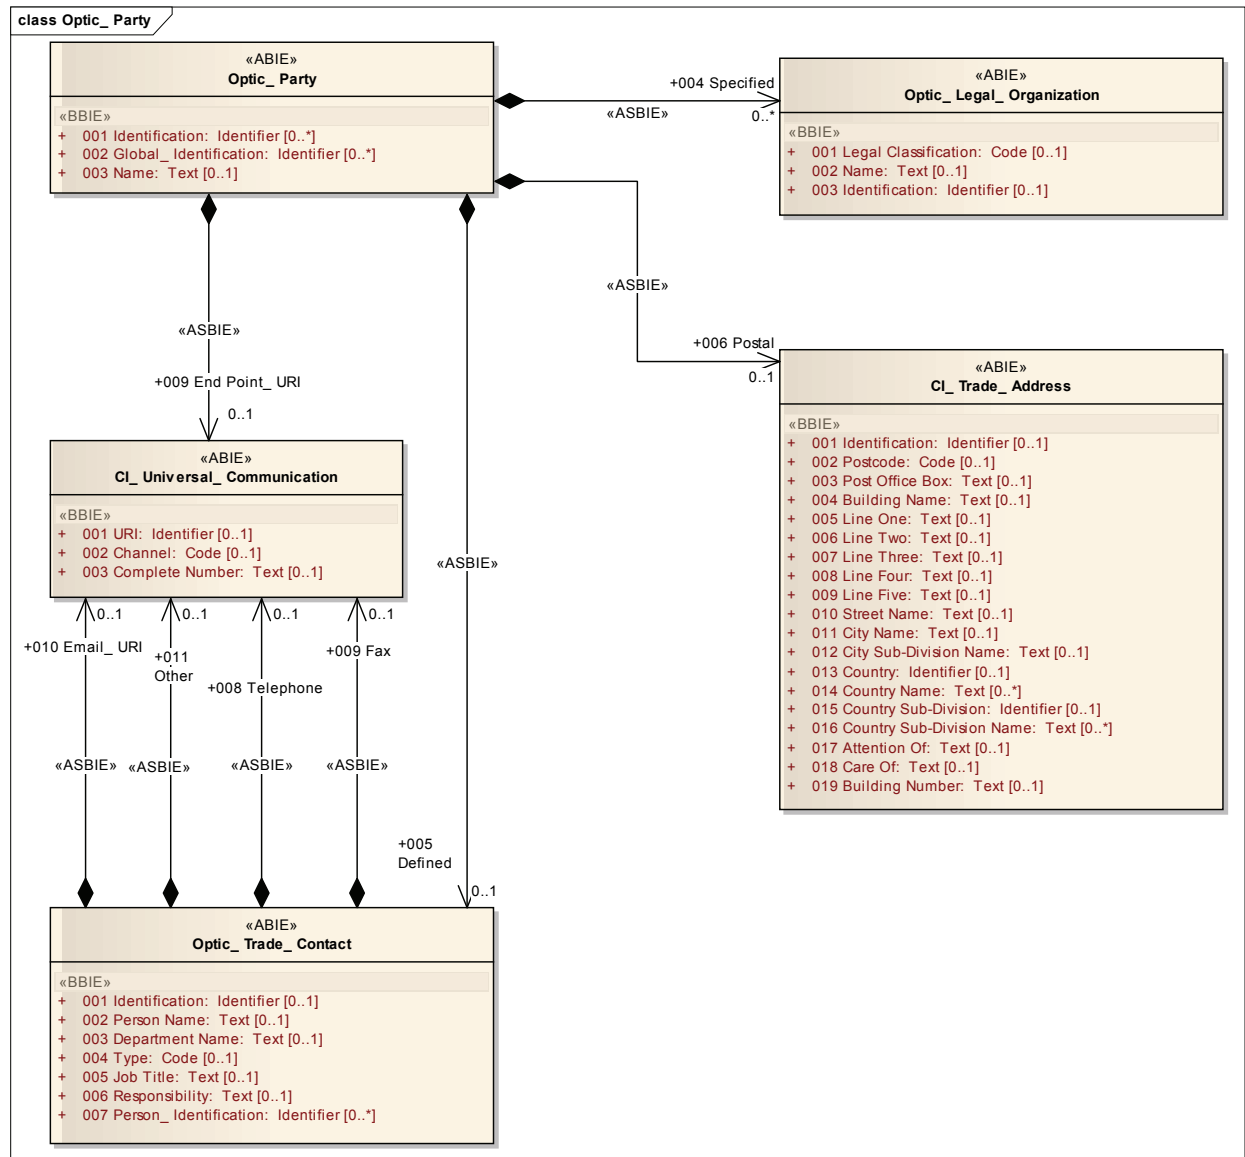 class Optic_ Party
«ABIE»
Optic_ Party
«BBIE»
+ 001 Identification: Identifier [0..*]
+ 002 Global_ Identification: Identifier [0..*]
+ 003 Name: Text [0..1]
+004 Specified
«ASBIE»
0..*
«ABIE»
Optic_ Legal_ Organization
«BBIE»
+ 001 Legal Classification: Code [0..1]
+ 002 Name: Text [0..1]
+ 003 Identification: Identifier [0..1]
«ASBIE»
+006 Postal
0..1
«ABIE»
CI_ Trade_ Address
«BBIE»
+ 001 Identification: Identifier [0..1]
+ 002 Postcode: Code [0..1]
+ 003 Post Office Box: Text [0..1]
+ 004 Building Name: Text [0..1]
+ 005 Line One: Text [0..1]
+ 006 Line Two: Text [0..1]
+ 007 Line Three: Text [0..1]
+ 008 Line Four: Text [0..1]
+ 009 Line Five: Text [0..1]
+ 010 Street Name: Text [0..1]
+ 011 City Name: Text [0..1]
+ 012 City Sub-Division Name: Text [0..1]
+ 013 Country: Identifier [0..1]
+ 014 Country Name: Text [0..*]
+ 015 Country Sub-Division: Identifier [0..1]
+ 016 Country Sub-Division Name: Text [0..*]
+ 017 Attention Of: Text [0..1]
+ 018 Care Of: Text [0..1]
+ 019 Building Number: Text [0..1]
«ASBIE»
+009 End Point_ URI
0..1
«ABIE»
CI_ Universal_ Communication
«BBIE»
+ 001 URI: Identifier [0..1]
+ 002 Channel: Code [0..1]
+ 003 Complete Number: Text [0..1]
«ASBIE»
0..1
0..1
0..1
0..1
+010 Email_ URI
+011
Other
+008 Telephone
+009 Fax
«ASBIE»
«ASBIE»
«ASBIE»
«ASBIE»
+005
Defined
0..1
«ABIE»
Optic_ Trade_ Contact
«BBIE»
+ 001 Identification: Identifier [0..1]
+ 002 Person Name: Text [0..1]
+ 003 Department Name: Text [0..1]
+ 004 Type: Code [0..1]
+ 005 Job Title: Text [0..1]
+ 006 Responsibility: Text [0..1]
+ 007 Person_ Identification: Identifier [0..*]